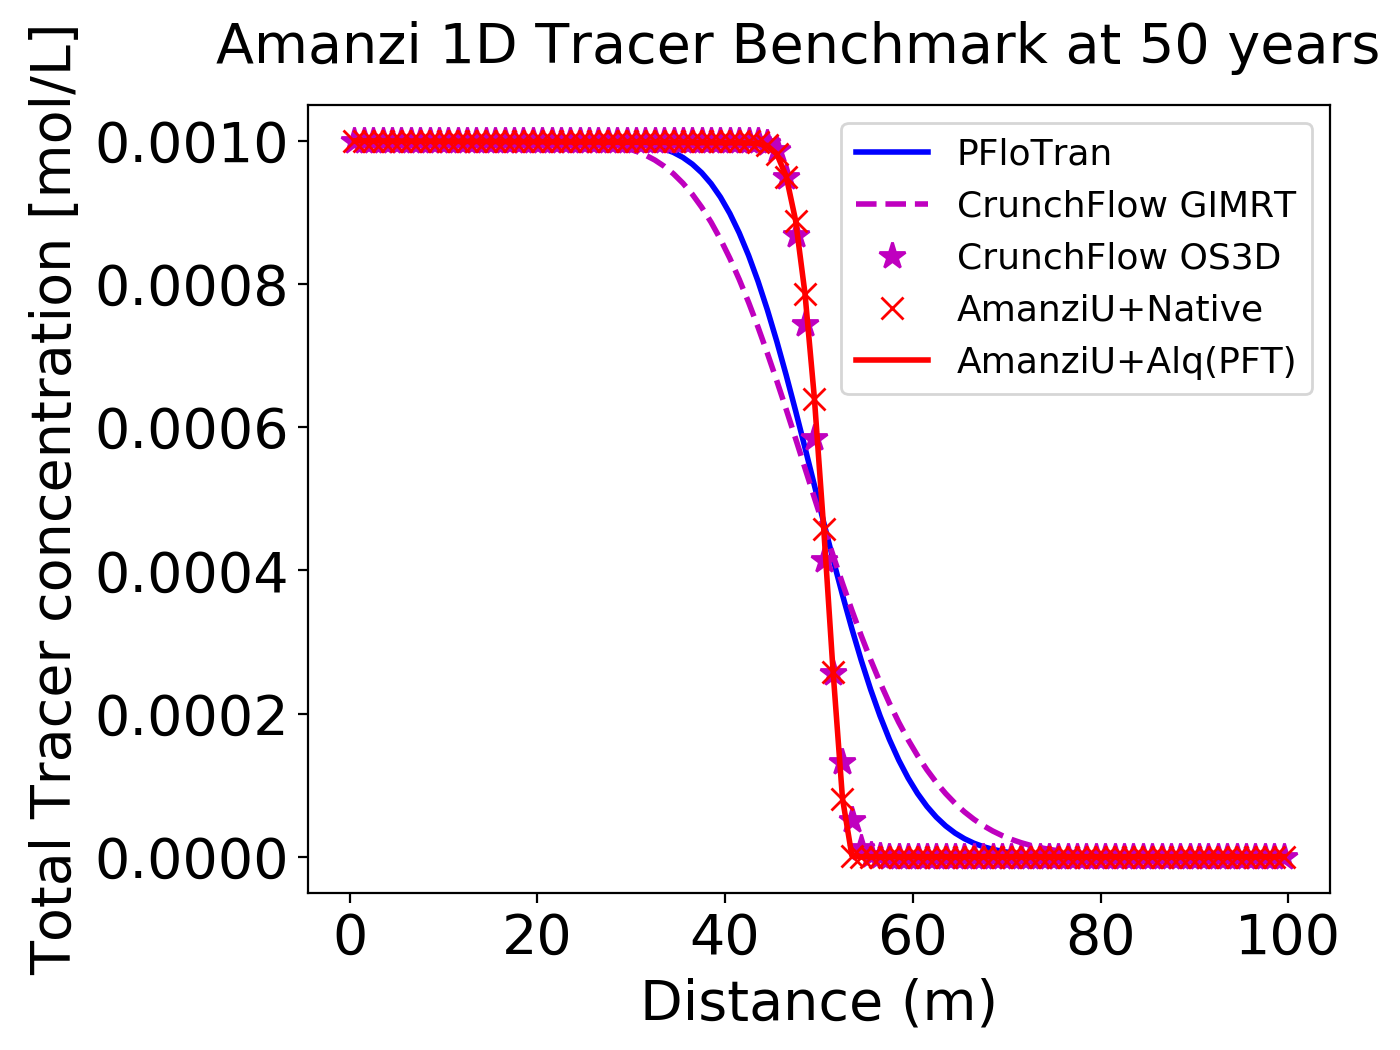 Amanzi 1D Tracer Benchmark at 50 years
Total Tracer concentration [mol/L]
0.0010
0.0008
0.0006
0.0004
0.0002
0.0000
PFloTran
CrunchFlow GIMRT
CrunchFlow OS3D
AmanziU+Native
AmanziU+Alq(PFT)
0 20 40 60 80 100
Distance (m)